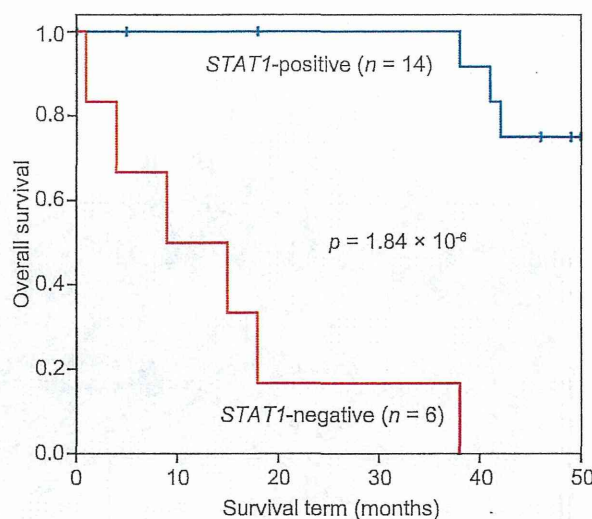 1.0
STAT1-positive (n = 14)
0.8
0.6
Overall survival
p = 1.84 × 10⁻⁶
0.4
0.2
STAT1-negative (n = 6)
0.0
0 10 20 30 40 50
Survival term (months)